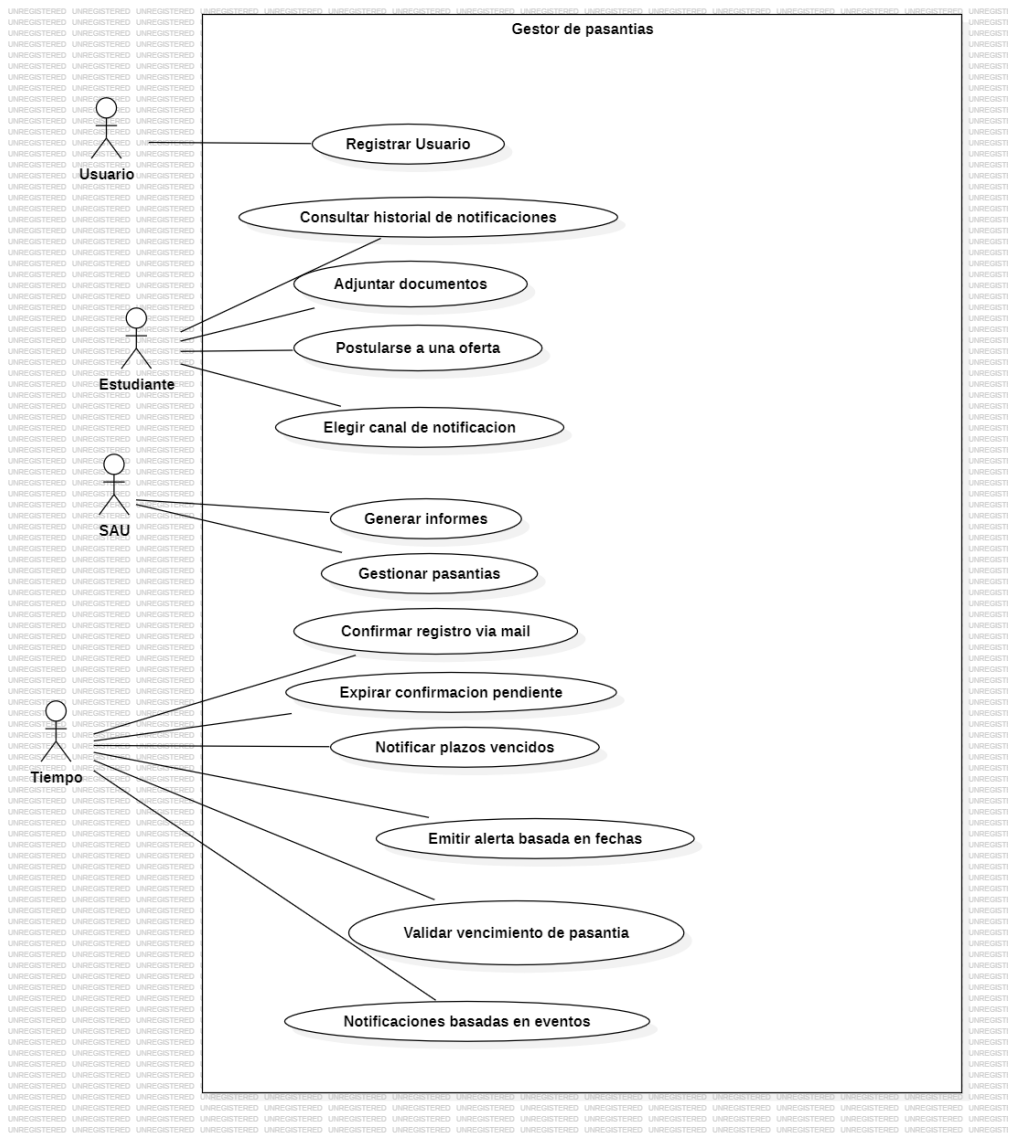 Gestor de pasantias
Registrar Usuario
Usuario
Consultar historial de notificaciones
Adjuntar documentos
Postularse a una oferta
Estudiante
Elegir canal de notificacion
Generar informes
SAU
Gestionar pasantias
Confirmar registro via mail
Expirar confirmacion pendiente
Notificar plazos vencidos
Tiempo
Emitir alerta basada en fechas
Validar vencimiento de pasantia
Notificaciones basadas en eventos
UNREGISTERED